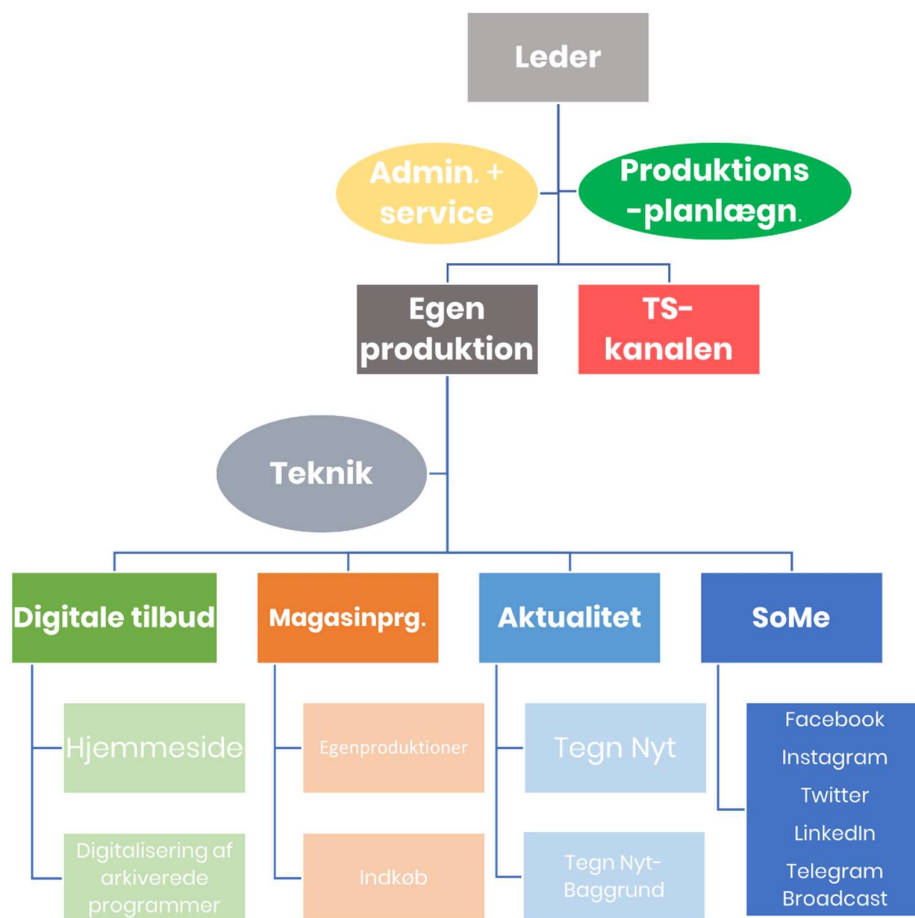 Leder
Admin. +
service
Produktions
-planlægn.
Egen
produktion
TS-
kanalen
Teknik
Digitale tilbud
Magasinprg.
Aktualitet
SoMe
Hjemmeside
Egenproduktioner
Tegn Nyt
Facebook
Instagram
Twitter
LinkedIn
Telegram
Broadcast
Digitalisering af
arkiverede
programmer
Indkøb
Tegn Nyt-
Baggrund